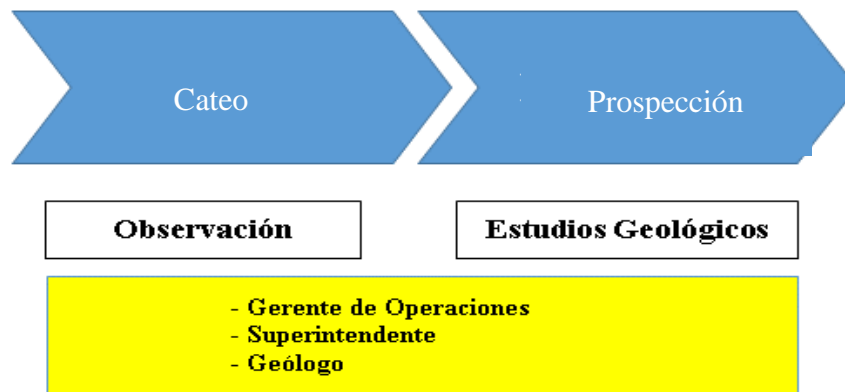 Cateo
Prospección
Observación
Estudios Geológicos
- Gerente de Operaciones
- Superintendente
- Geólogo